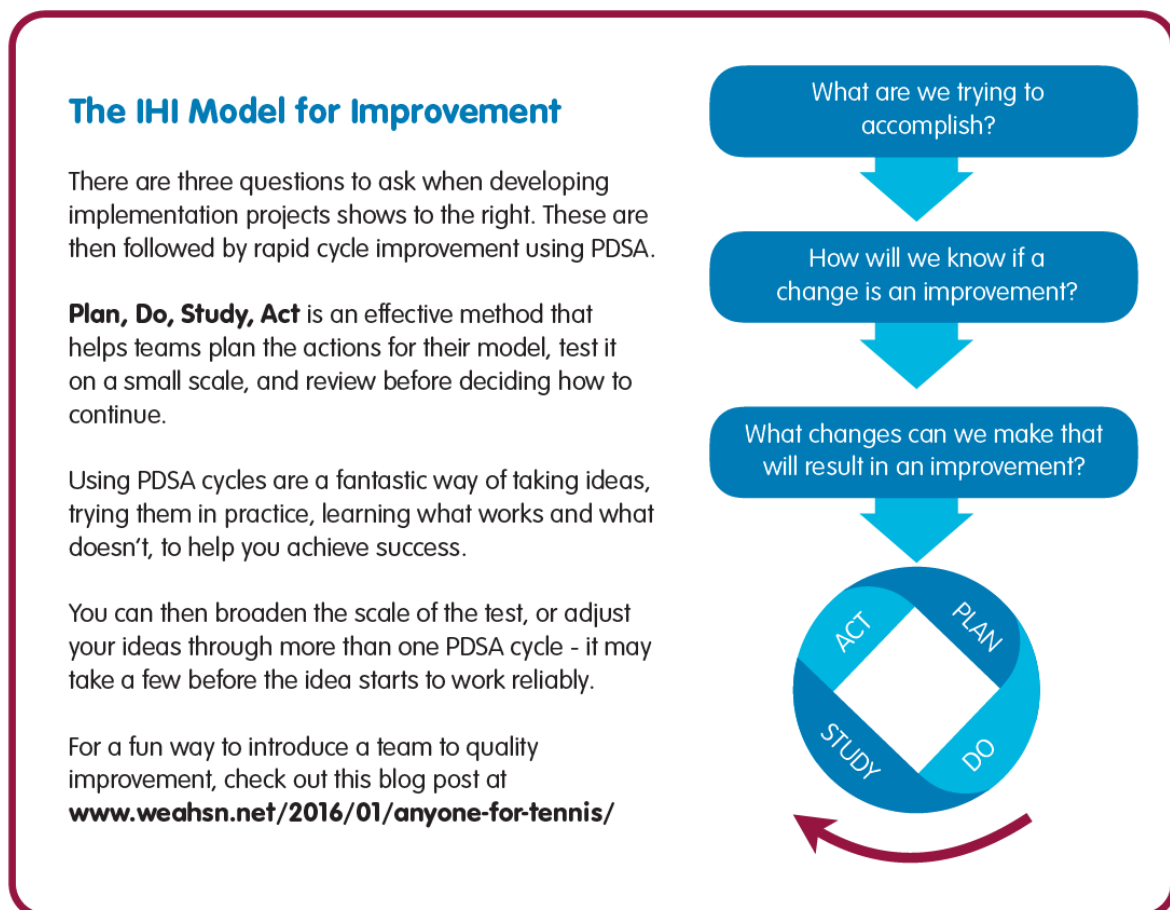 The IHI Model for Improvement
There are three questions to ask when developing
implementation projects shows to the right. These are
then followed by rapid cycle improvement using PDSA.
Plan, Do, Study, Act is an effective method that
helps teams plan the actions for their model, test it
on a small scale, and review before deciding how to
continue.
Using PDSA cycles are a fantastic way of taking ideas,
trying them in practice, learning what works and what
doesn't, to help you achieve success.
You can then broaden the scale of the test, or adjust
your ideas through more than one PDSA cycle - it may
take a few before the idea starts to work reliably.
For a fun way to introduce a team to quality
improvement, check out this blog post at
www.weahsn.net/2016/01/anyone-for-tennis/
What are we trying to
accomplish?
How will we know if a
change is an improvement?
What changes can we make that
will result in an improvement?
PLAN
DO
STUDY
ACT